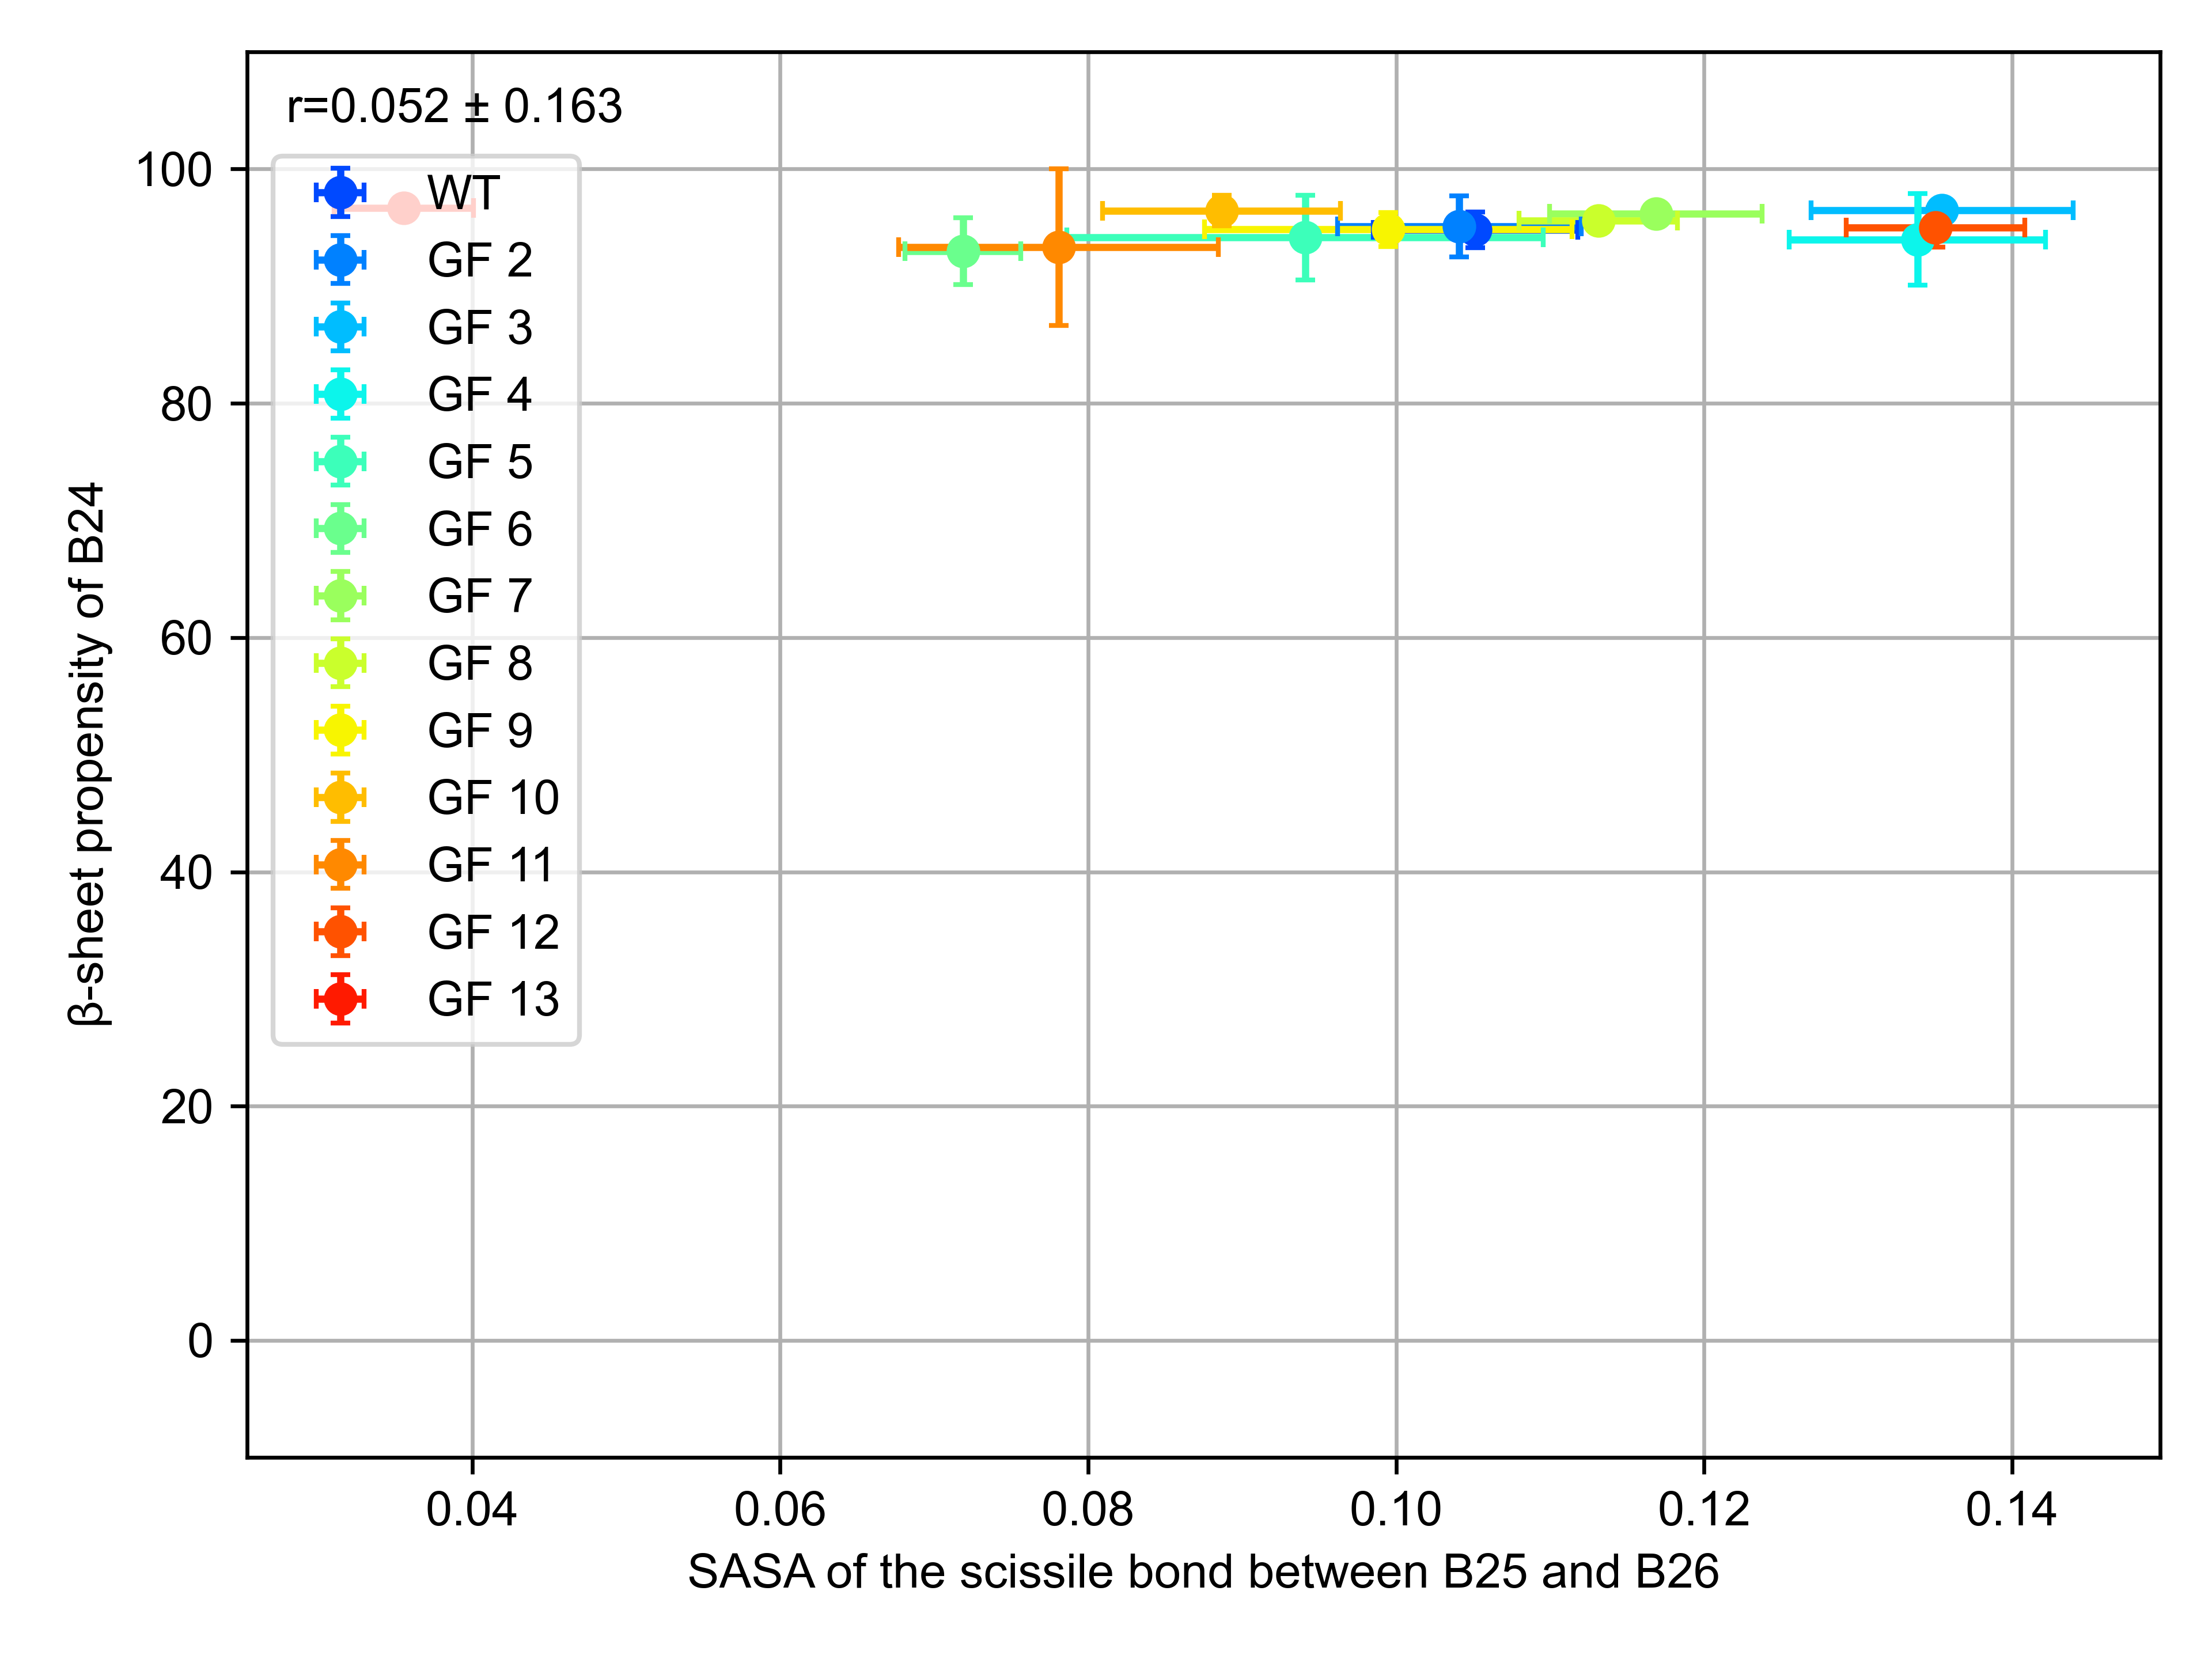 r=0.052 ± 0.163
WT
GF 2
GF 3
GF 4
GF 5
GF 6
GF 7
GF 8
GF 9
GF 10
GF 11
GF 12
GF 13
100
80
60
40
20
0
β-sheet propensity of B24
0.04 0.06 0.08 0.10 0.12 0.14
SASA of the scissile bond between B25 and B26